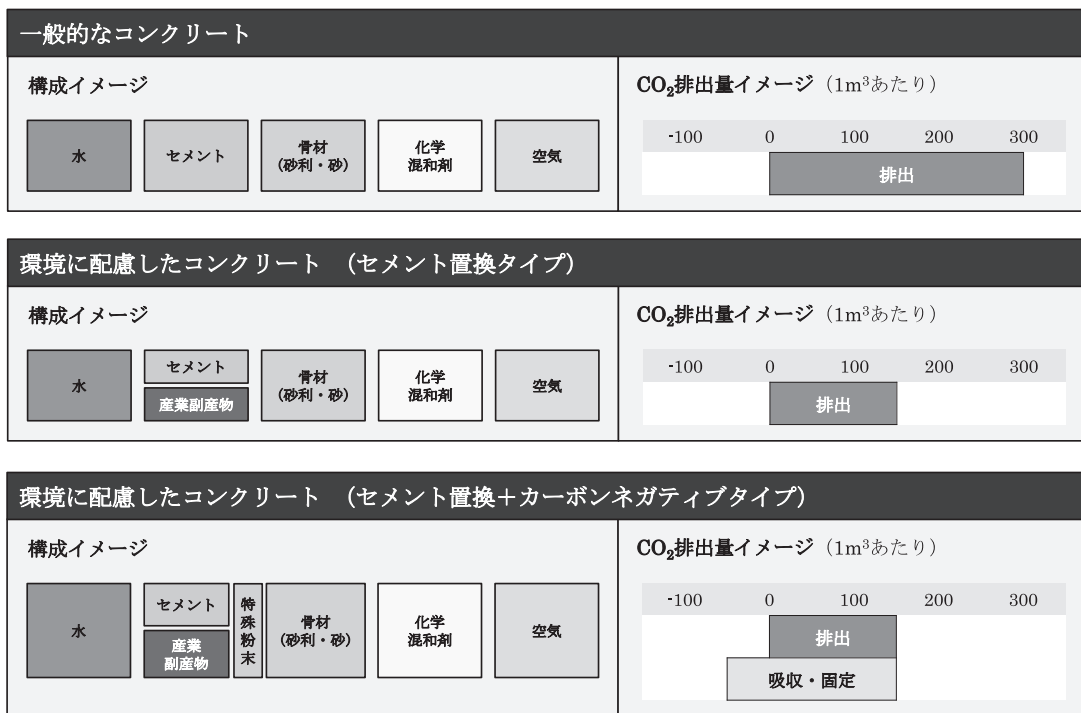 一般的なコンクリート
構成イメージ
水
セメント
骨材
(砂利・砂)
化学
混和剤
空気
CO₂排出量イメージ（1m³あたり）
-100 0 100 200 300
排出
環境に配慮したコンクリート （セメント置換タイプ）
構成イメージ
水
セメント
産業副産物
骨材
(砂利・砂)
化学
混和剤
空気
CO₂排出量イメージ（1m³あたり）
-100 0 100 200 300
排出
環境に配慮したコンクリート （セメント置換＋カーボンネガティブタイプ）
構成イメージ
水
セメント
産業
副産物
特殊粉末
骨材
(砂利・砂)
化学
混和剤
空気
CO₂排出量イメージ（1m³あたり）
-100 0 100 200 300
排出
吸収・固定